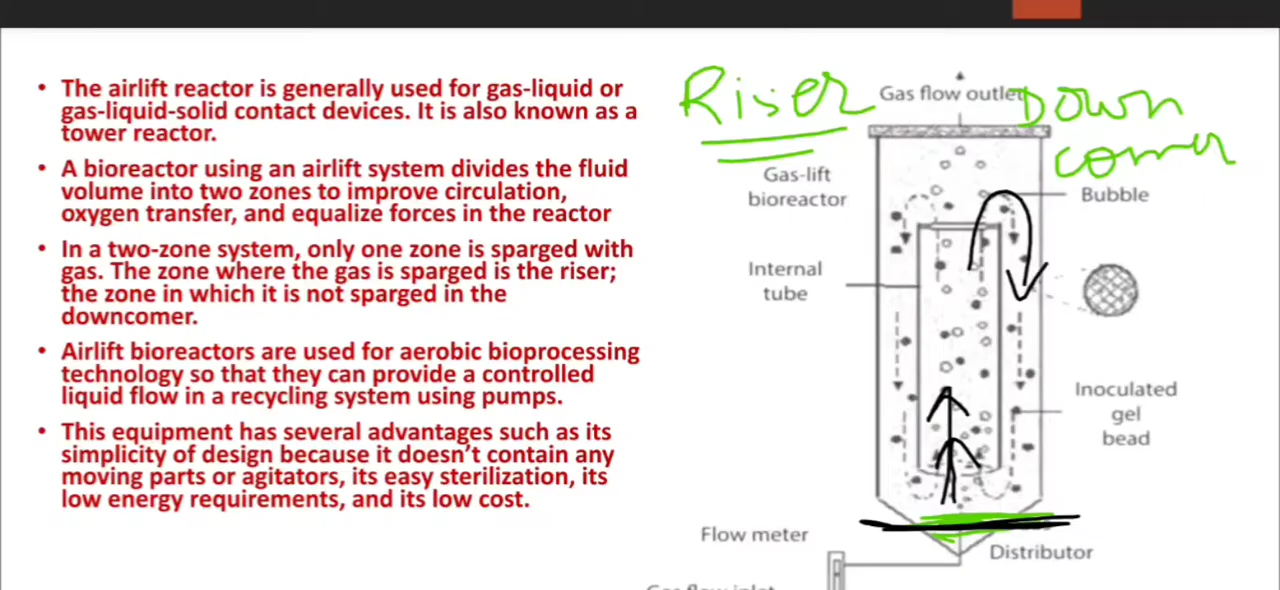 • The airlift reactor is generally used for gas-liquid or
gas-liquid-solid contact devices. It is also known as a
tower reactor.
• A bioreactor using an airlift system divides the fluid
volume into two zones to improve circulation,
oxygen transfer, and equalize forces in the reactor
• In a two-zone system, only one zone is sparged with
gas. The zone where the gas is sparged is the riser;
the zone in which it is not sparged in the
downcomer.
• Airlift bioreactors are used for aerobic bioprocessing
technology so that they can provide a controlled
liquid flow in a recycling system using pumps.
• This equipment has several advantages such as its
simplicity of design because it doesn't contain any
moving parts or agitators, its easy sterilization, its
low energy requirements, and its low cost.
Riser
Gas flow outlet
Down
comer
Gas-lift
bioreactor
Bubble
Internal
tube
Inoculated
gel
bead
Flow meter
Distributor
Gas flow inlet